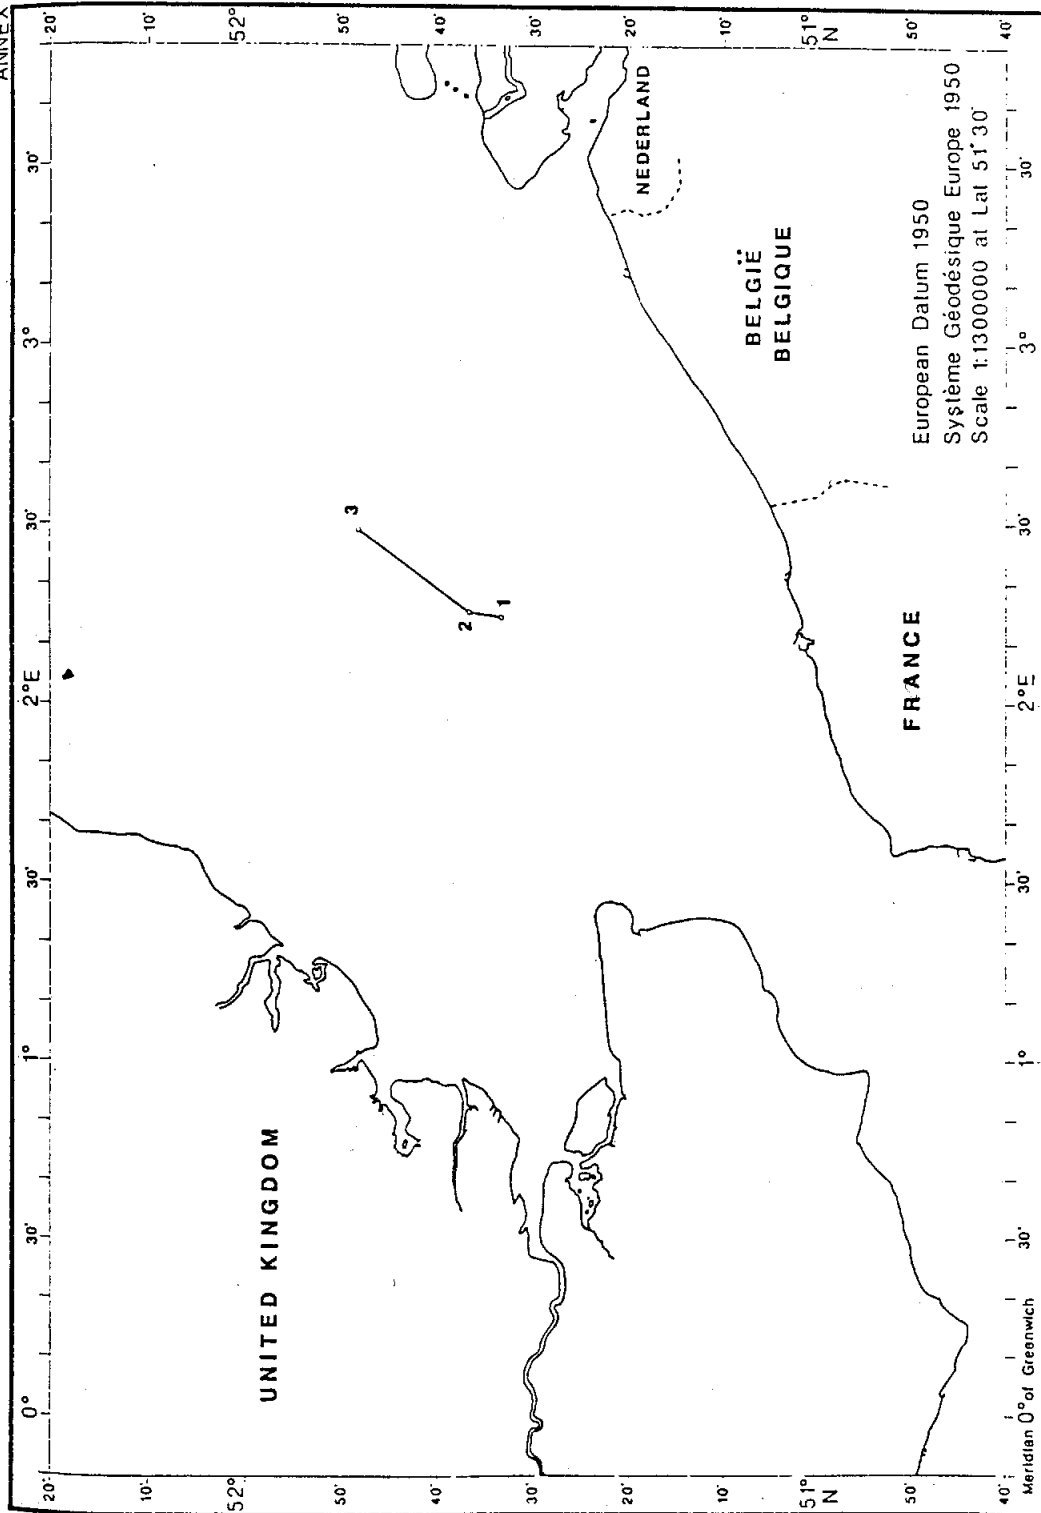 ANNEX
20'
10'
52°
50'
40'
30'
20'
10'
51°
N
50'
40'
0°
30'
1°
30'
2°E
30'
3°
30'
UNITED KINGDOM
3
2
1
NEDERLAND
BELGIË
BELGIQUE
FRANCE
European Datum 1950
Système Géodésique Europe 1950
Scale 1:1300000 at Lat 51°30'
20'
10'
52°
50'
40'
30'
20'
10'
51°
N
50'
40'
Meridian 0° of Greenwich
30'
1°
30'
2°E
30'
3°
30'